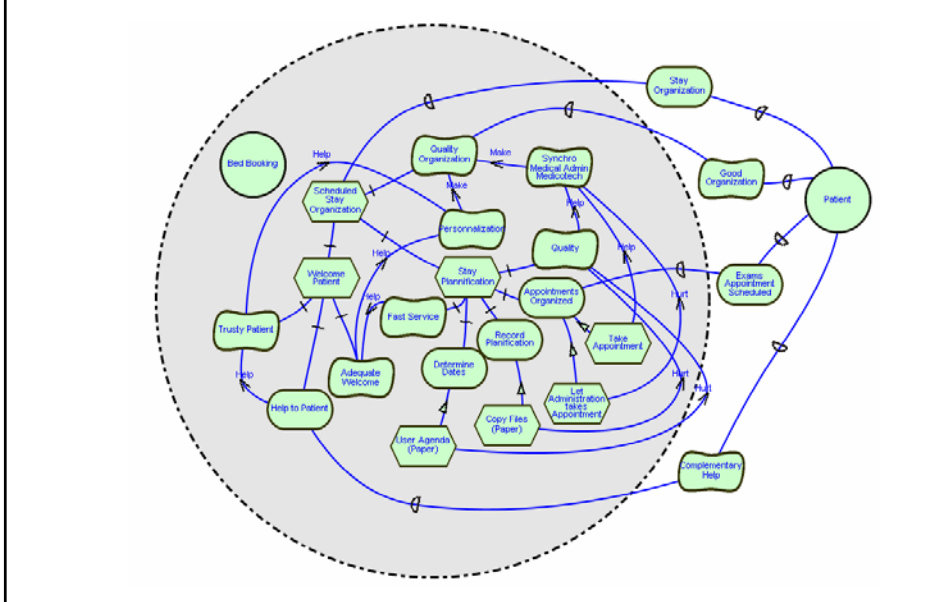 Stay
Organization
Bed Booking
Help
Quality
Organization
Make
Synchro
Medical Admin
Medicotech
Good
Organization
Patient
Scheduled
Stay
Organization
Make
Help
Personnalization
Quality
Help
Help
Welcome
Patient
Stay
Plannification
Appointments
Organized
Exams
Appointment
Scheduled
Help
Hurt
Fast Service
Trusty Patient
Record
Planification
Take
Appointment
Adequate
Welcome
Determine
Dates
Help
Hurt
Hurt
Help to Patient
Let
Administration
takes
Appointment
Copy Files
(Paper)
User Agenda
(Paper)
Complementary
Help